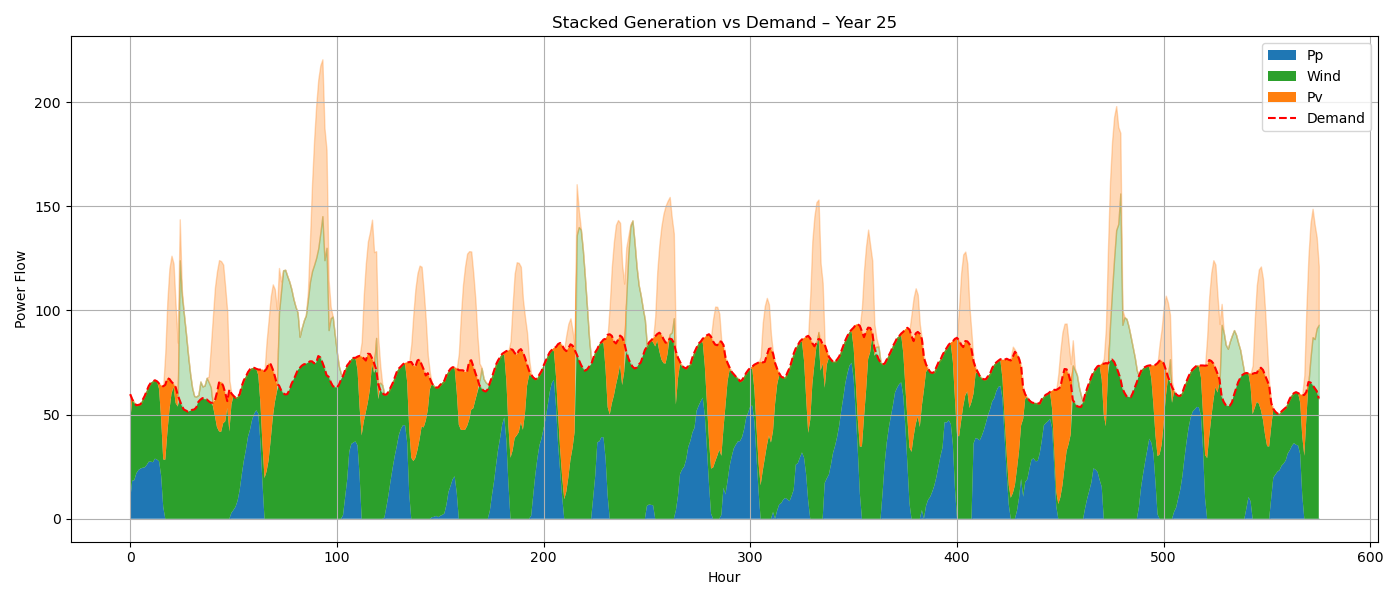 Stacked Generation vs Demand – Year 25
Power Flow
200
150
100
50
0
Pp
Wind
Pv
Demand
0 100 200 300 400 500 600
Hour